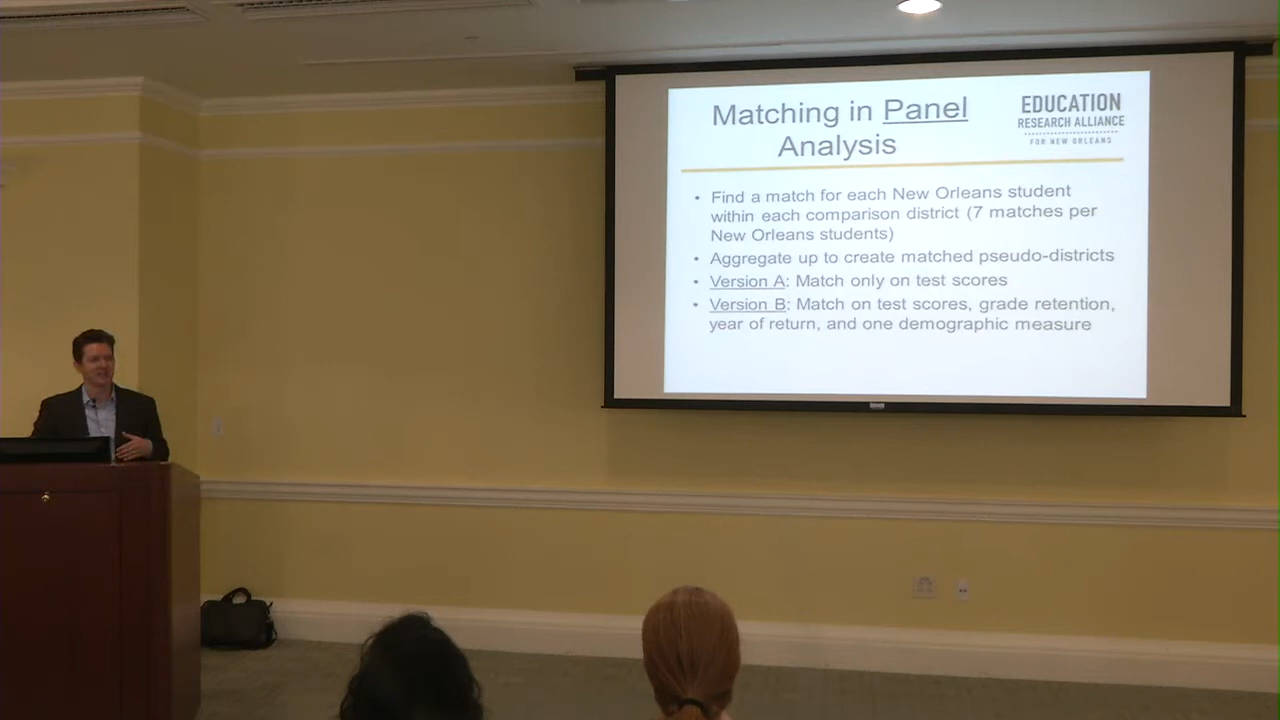 Matching in Panel
Analysis
EDUCATION
RESEARCH ALLIANCE
FOR NEW ORLEANS
• Find a match for each New Orleans student
within each comparison district (7 matches per
New Orleans students)
• Aggregate up to create matched pseudo-districts
• Version A: Match only on test scores
• Version B: Match on test scores, grade retention,
year of return, and one demographic measure